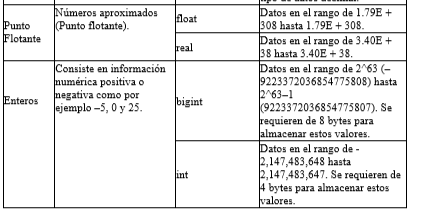 Punto
Flotante
Números aproximados
(Punto flotante).
float
Datos en el rango de 1.79E +
308 hasta 1.79E + 308.
real
Datos en el rango de 3.40E +
38 hasta 3.40E + 38.
Enteros
Consiste en información
numérica positiva o
negativa como por
ejemplo –5, 0 y 25.
bigint
Datos en el rango de 2^63 (–
9223372036854775808) hasta
2^63–1
(9223372036854775807). Se
requieren de 8 bytes para
almacenar estos valores.
int
Datos en el rango de -
2,147,483,648 hasta
2,147,483,647. Se requieren de
4 bytes para almacenar estos
valores.